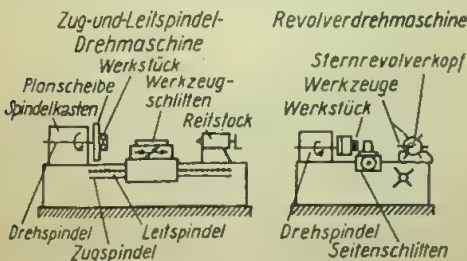 Zug-und-Leitspindel-
Drehmaschine
Werkstück
Planscheibe
Werkzeug-
schlitten
Spindelkasten
Reitstock
Drehspindel
Leitspindel
Zugspindel
Revolverdrehmaschine
Sternrevolverkopf
Werkzeuge
Werkstück
Drehspindel
Seitenschlitten